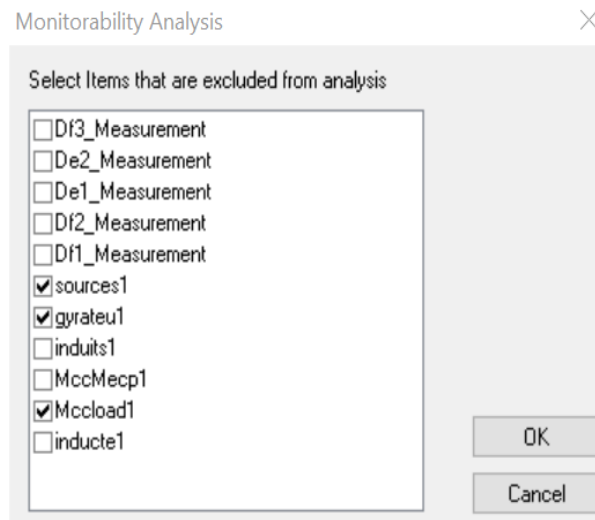 Monitorability Analysis
Select Items that are excluded from analysis
Df3_Measurement
De2_Measurement
De1_Measurement
Df2_Measurement
Df1_Measurement
sources1
gyrateu1
induits1
MccMecp1
Mccload1
inducte1
OK
Cancel